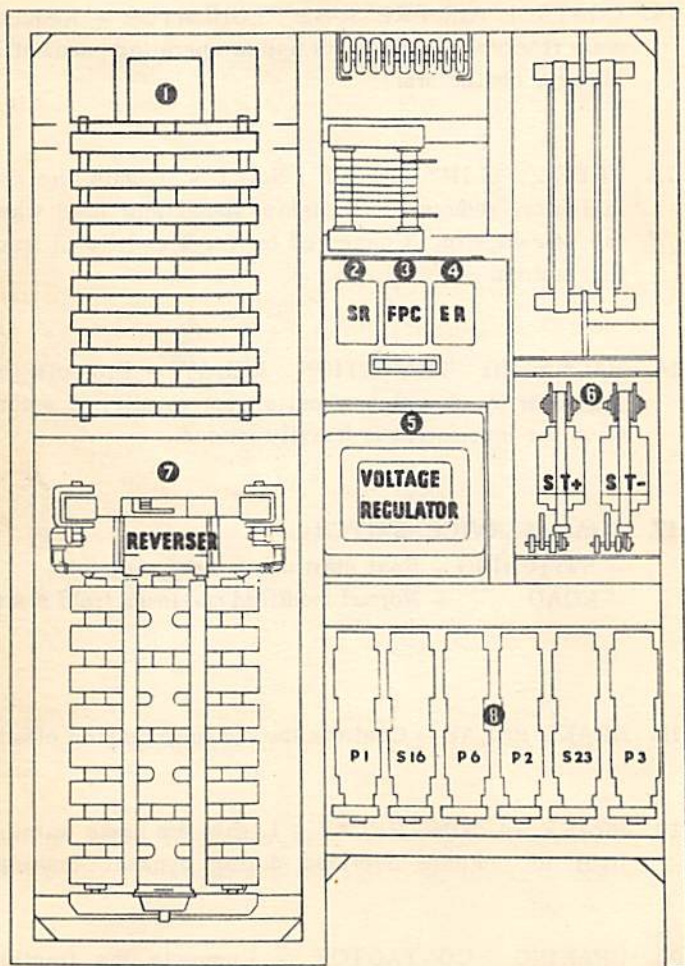 1
2 3 4
SR FPC ER
6
5
ST+ ST-
VOLTAGE
REGULATOR
7
REVERSER
8
P1 S16 P6 P2 S23 P3